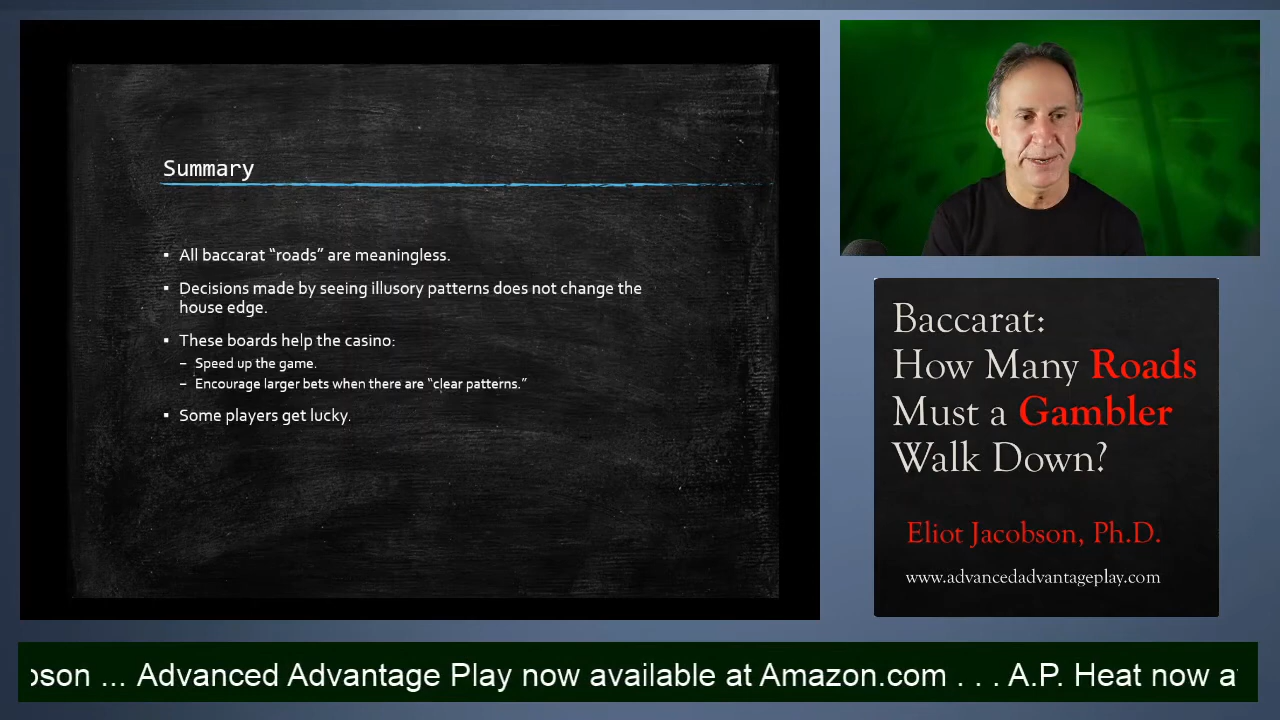 Summary
▪ All baccarat “roads” are meaningless.
▪ Decisions made by seeing illusory patterns does not change the
house edge.
▪ These boards help the casino:
– Speed up the game.
– Encourage larger bets when there are “clear patterns.”
▪ Some players get lucky.
Baccarat:
How Many Roads
Must a Gambler
Walk Down?
Eliot Jacobson, Ph.D.
www.advancedadvantageplay.com
... Advanced Advantage Play now available at Amazon.com . . . A.P. Heat now